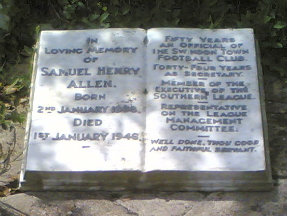 IN
LOVING MEMORY
OF
SAMUEL HENRY
ALLEN.
BORN
2ND JANUARY
DIED
1ST JANUARY 1946.
FIFTY YEARS
AN OFFICIAL OF
THE SWINDON TOWN
FOOTBALL CLUB.
FORTY-FOUR YEARS
AS SECRETARY.
MEMBER OF THE
EXECUTIVE OF THE
SOUTHERN LEAGUE
REPRESENTATIVE
ON THE LEAGUE
MANAGEMENT
COMMITTEE.
WELL DONE, THOU GOOD
AND FAITHFUL SERVANT.